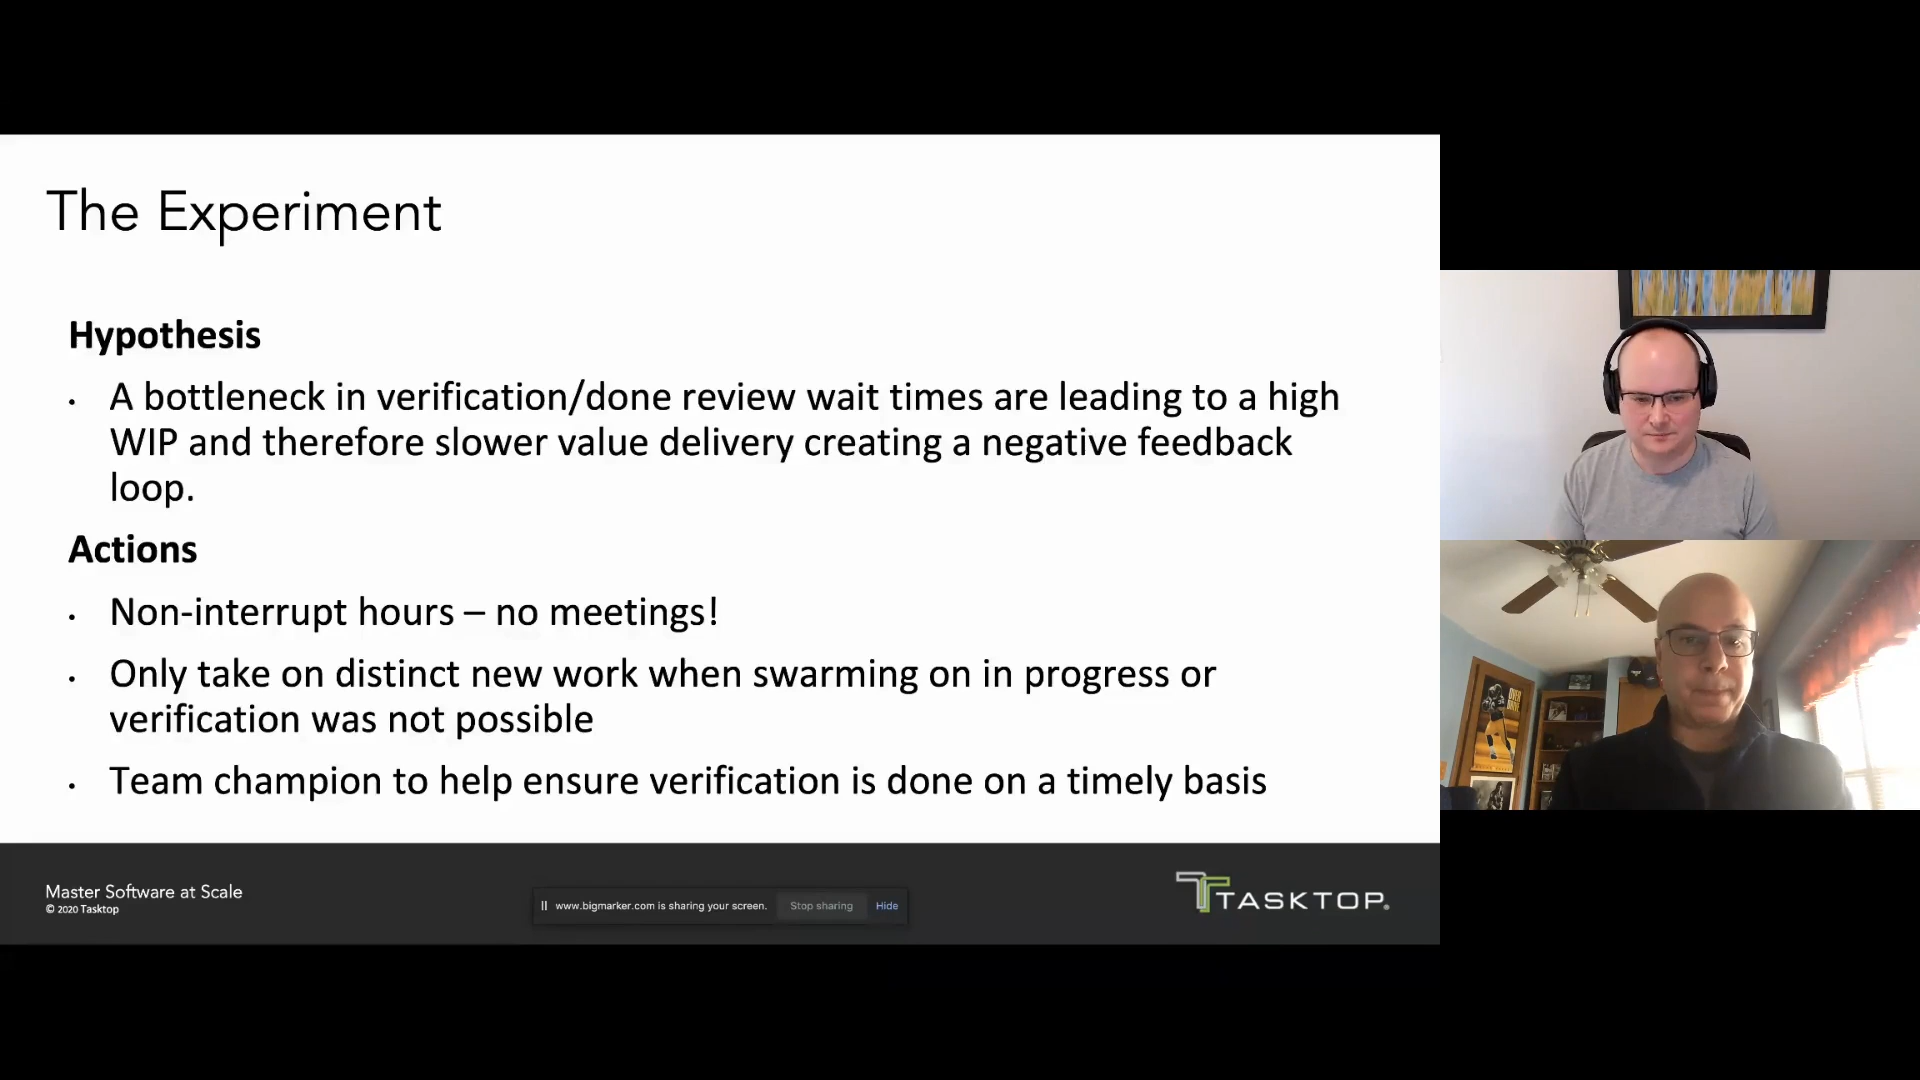 The Experiment
Hypothesis
• A bottleneck in verification/done review wait times are leading to a high
WIP and therefore slower value delivery creating a negative feedback
loop.
Actions
• Non-interrupt hours – no meetings!
• Only take on distinct new work when swarming on in progress or
verification was not possible
• Team champion to help ensure verification is done on a timely basis
Master Software at Scale
© 2020 Tasktop
www.bigmarker.com is sharing your screen. Stop sharing Hide
TASKTOP®
OVER
DRIVE